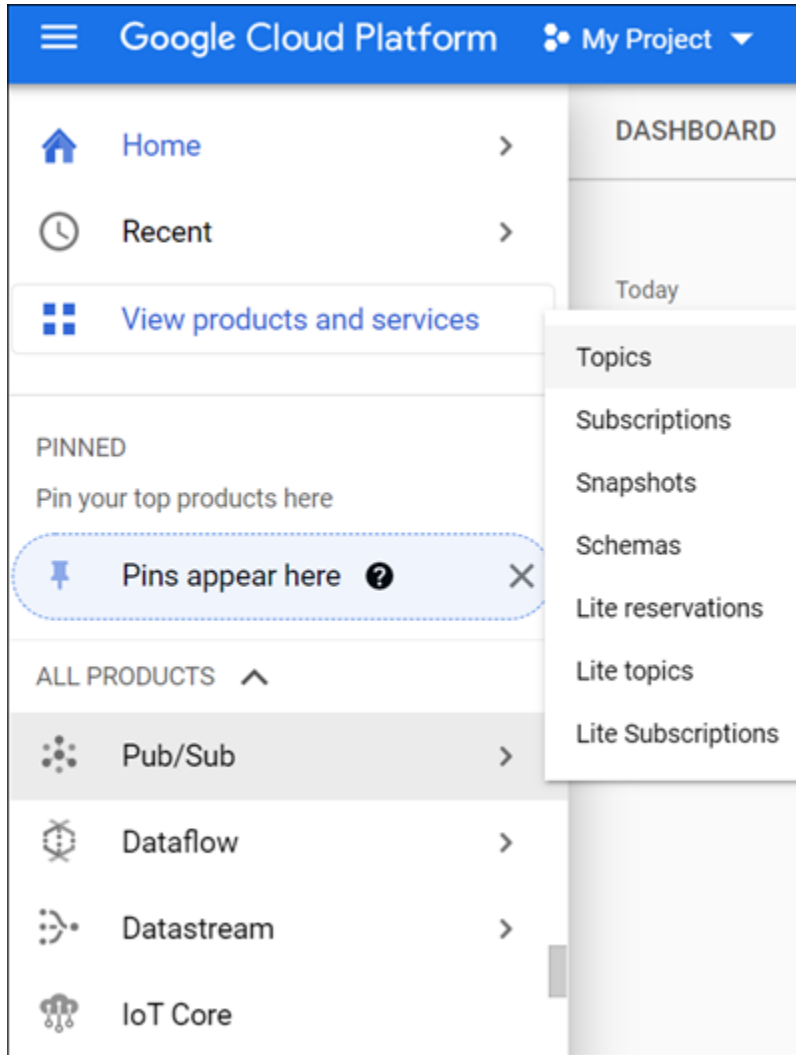 Google Cloud Platform My Project
Home
Recent
View products and services
PINNED
Pin your top products here
Pins appear here ?
ALL PRODUCTS
Pub/Sub
Dataflow
Datastream
IoT Core
DASHBOARD
Today
Topics
Subscriptions
Snapshots
Schemas
Lite reservations
Lite topics
Lite Subscriptions